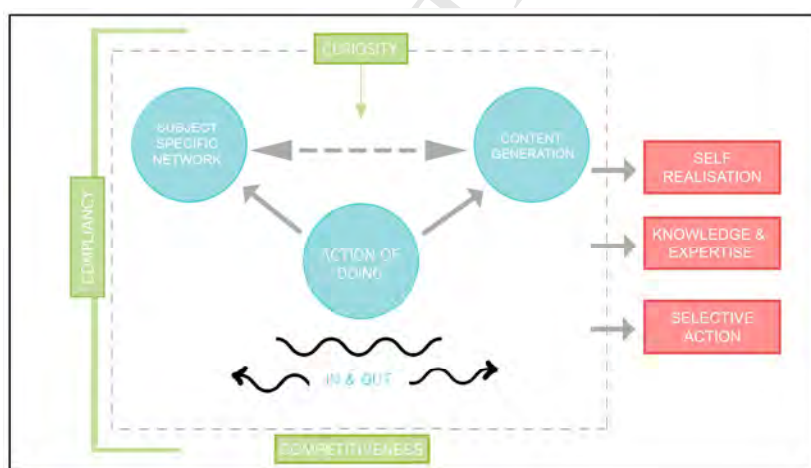 CURIOSITY
SUBJECT
SPECIFIC
NETWORK
CONTENT
GENERATION
SELF
REALISATION
COMPLIANCY
ACTION OF
DOING
KNOWLEDGE &
EXPERTISE
SELECTIVE
ACTION
IN & OUT
COMPETITIVENESS